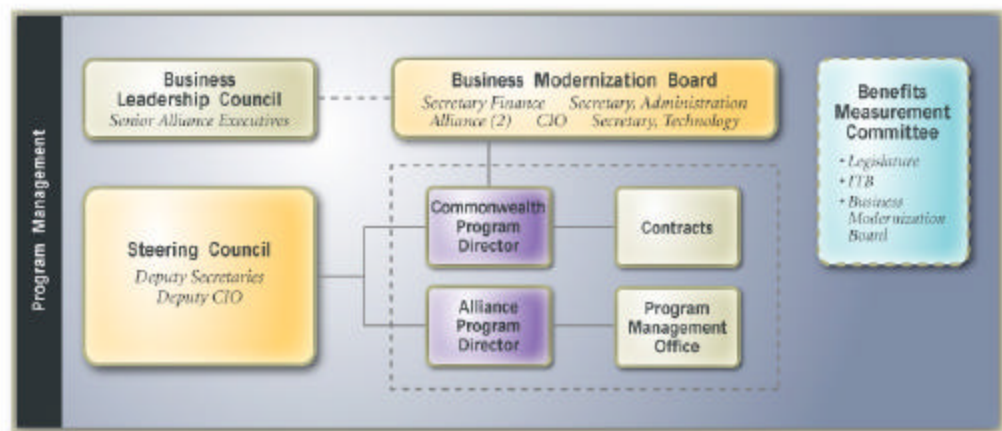 Program Management
Business
Leadership Council
Senior Alliance Executives
Business Modernization Board
Secretary Finance Secretary, Administration
Alliance (2) CIO Secretary, Technology
Benefits
Measurement
Committee
• Legislature
• ITB
• Business
Modernization
Board
Steering Council
Deputy Secretaries
Deputy CIO
Commonwealth
Program
Director
Contracts
Alliance
Program
Director
Program
Management
Office